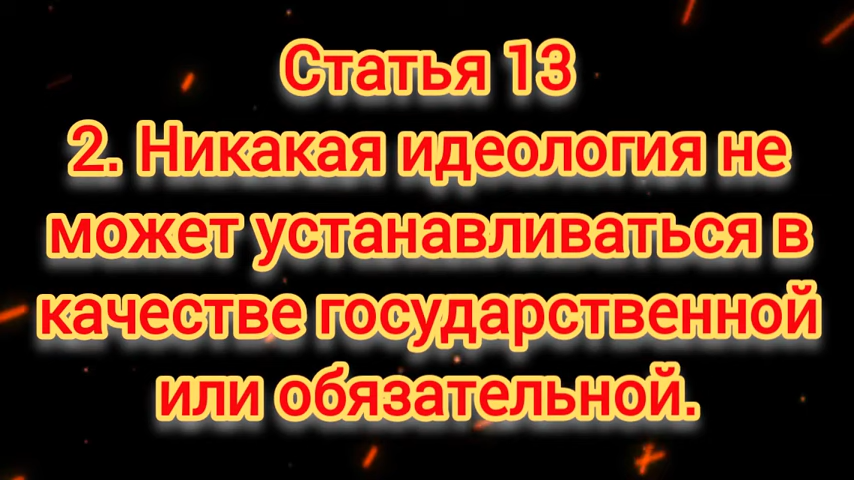 Статья 13
2. Никакая идеология не
может устанавливаться в
качестве государственной
или обязательной.